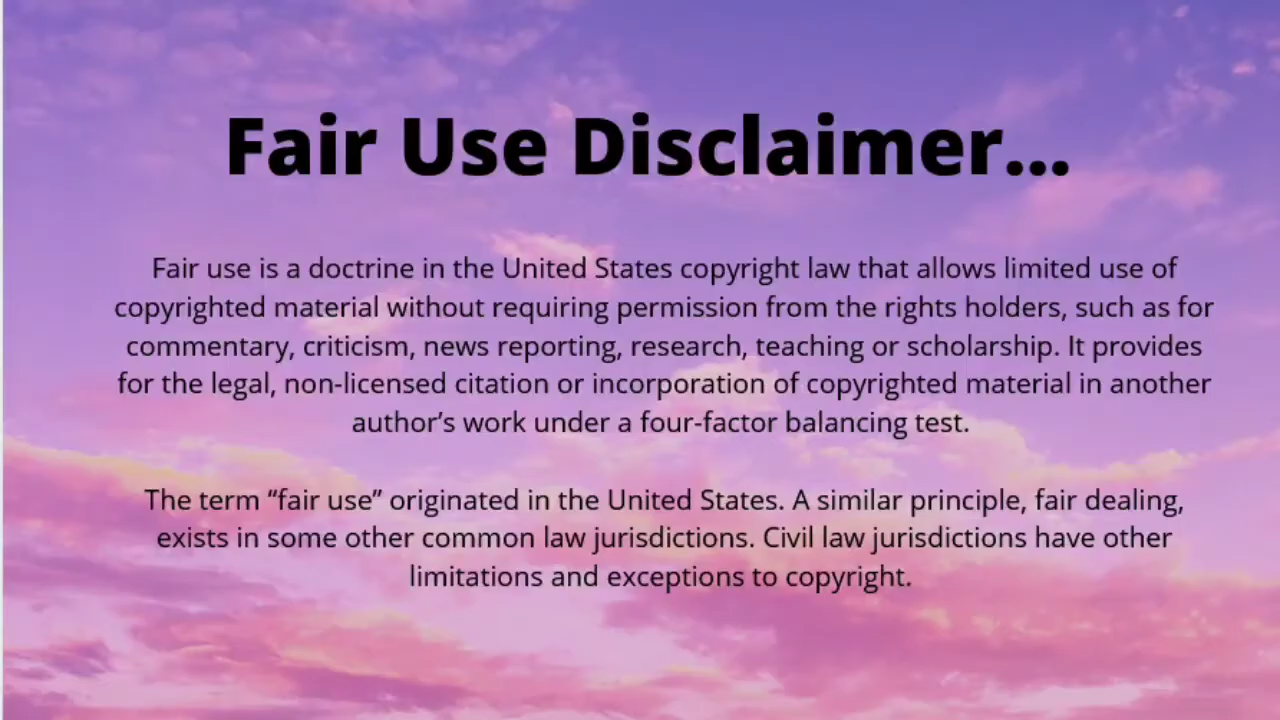 Fair Use Disclaimer...
Fair use is a doctrine in the United States copyright law that allows limited use of
copyrighted material without requiring permission from the rights holders, such as for
commentary, criticism, news reporting, research, teaching or scholarship. It provides
for the legal, non-licensed citation or incorporation of copyrighted material in another
author’s work under a four-factor balancing test.
The term “fair use” originated in the United States. A similar principle, fair dealing,
exists in some other common law jurisdictions. Civil law jurisdictions have other
limitations and exceptions to copyright.